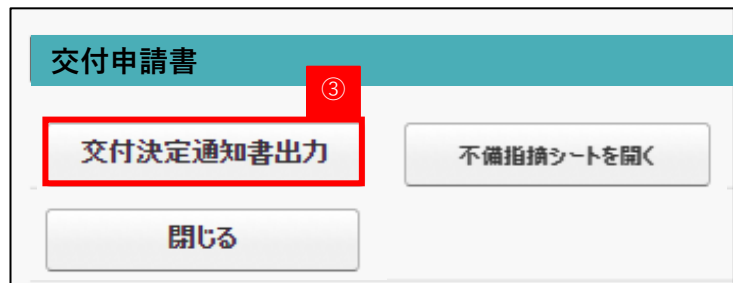 交付申請書
③
交付決定通知書出力
不備指摘シートを開く
閉じる